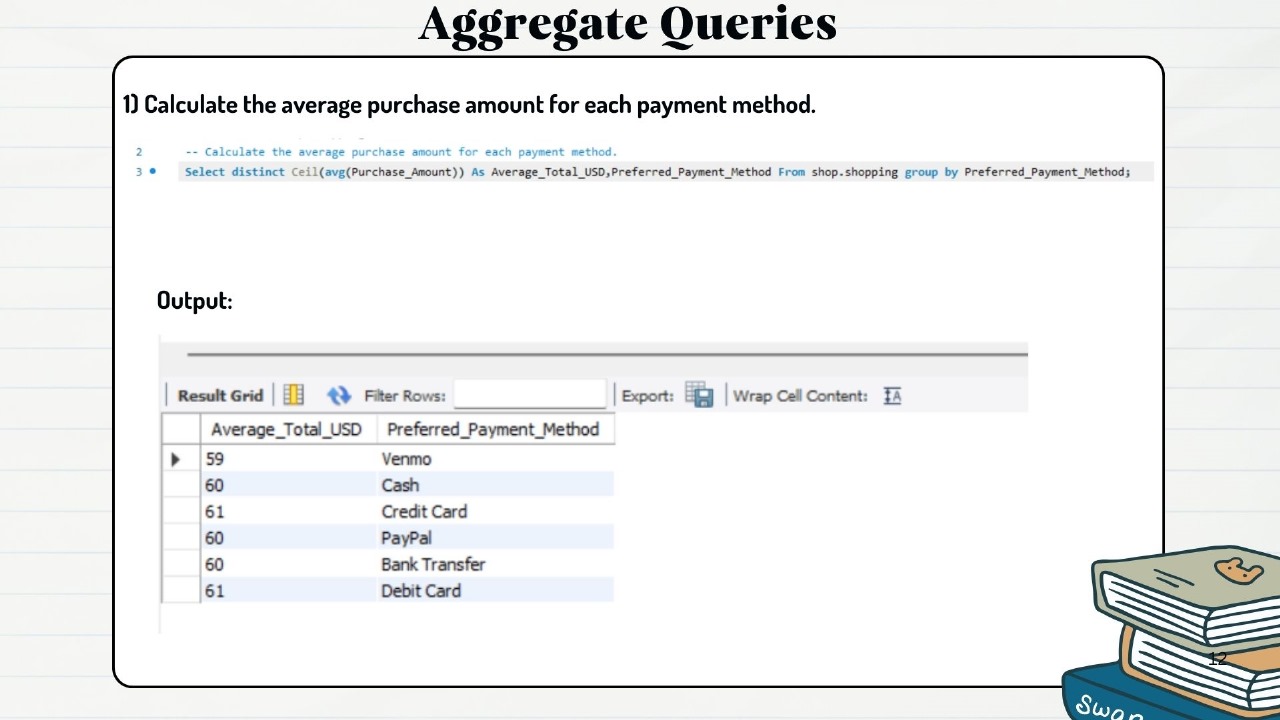 Aggregate Queries
1) Calculate the average purchase amount for each payment method.
2 -- Calculate the average purchase amount for each payment method.
3 Select distinct Ceil(avg(Purchase_Amount)) As Average_Total_USD,Preferred_Payment_Method From shop.shopping group by Preferred_Payment_Method;
Output:
Result Grid Filter Rows: Export: Wrap Cell Content:
Average_Total_USD Preferred_Payment_Method
59 Venmo
60 Cash
61 Credit Card
60 PayPal
60 Bank Transfer
61 Debit Card
12